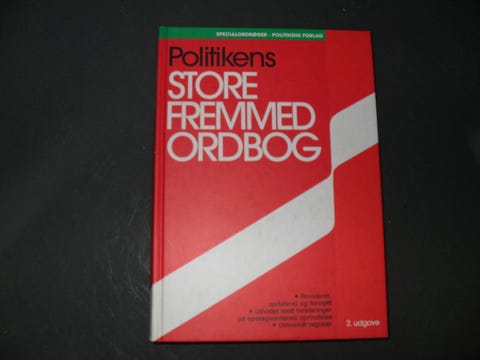 SPECIALORDBØGER - POLITIKENS FORLAG
Politikens
STORE
FREMMED
ORDBOG
• Revideret,
opdateret og forøget
• Udvidet med forklaringer
på opslagsordenes oprindelse
• Omvendt register
2. udgave